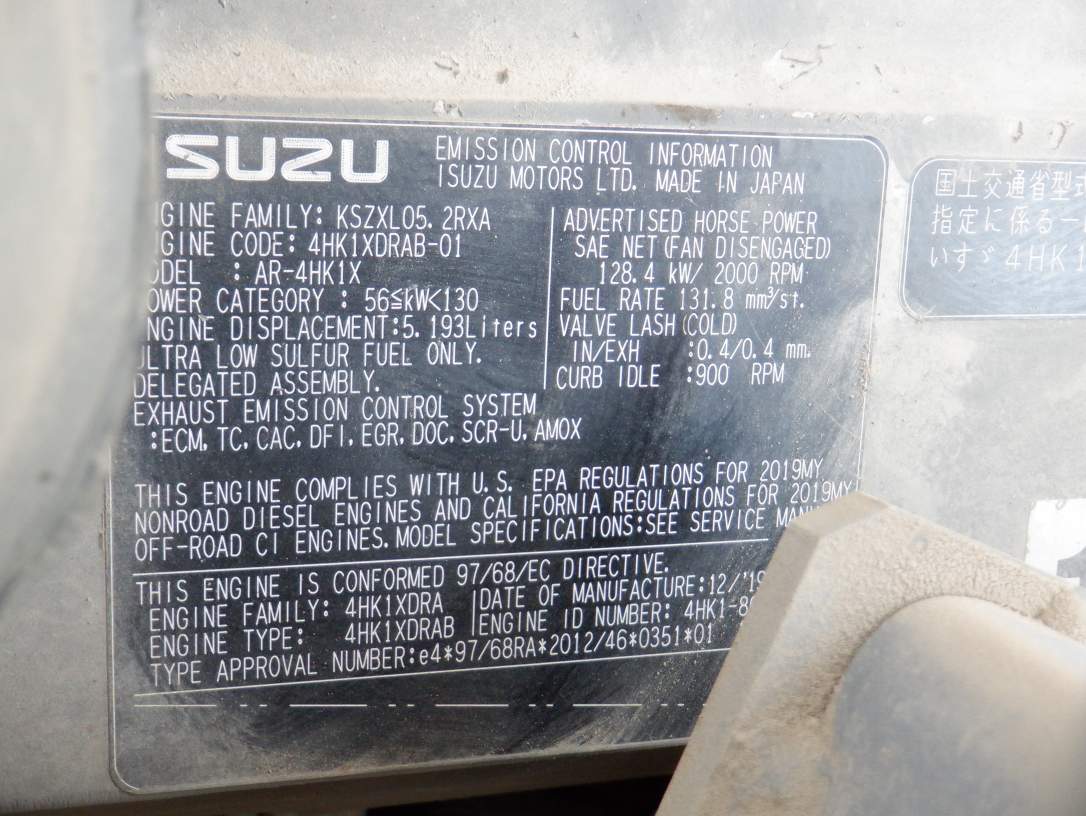 SUZU
EMISSION CONTROL INFORMATION
ISUZU MOTORS LTD. MADE IN JAPAN
GINE FAMILY: KSZXL05.2RXA
GINE CODE: 4HK1XDRAB-01
ODEL : AR-4HK1X
OWER CATEGORY : 56≦kW<130
NGINE DISPLACEMENT:5.193Liters
LTRA LOW SULFUR FUEL ONLY.
DELEGATED ASSEMBLY.
EXHAUST EMISSION CONTROL SYSTEM
:ECM, TC, CAC, DFI, EGR, DOC, SCR-U, AMOX
ADVERTISED HORSE-POWER
SAE NET(FAN DISENGAGED)
128.4 kW/ 2000 RPM
FUEL RATE 131.8 mm³/st.
VALVE LASH(COLD)
IN/EXH :0.4/0.4 mm.
CURB IDLE :900 RPM
THIS ENGINE COMPLIES WITH U.S. EPA REGULATIONS FOR 2019MY
NONROAD DIESEL ENGINES AND CALIFORNIA REGULATIONS FOR 2019MY
OFF-ROAD CI ENGINES. MODEL SPECIFICATIONS:SEE SERVICE MAN
THIS ENGINE IS CONFORMED 97/68/EC DIRECTIVE.
ENGINE FAMILY: 4HK1XDRA
ENGINE TYPE: 4HK1XDRAB
DATE OF MANUFACTURE:12/'19
ENGINE ID NUMBER: 4HK1-8
TYPE APPROVAL NUMBER:e4*97/68RA*2012/46*0351*01
国土交通省型式
指定に係る一
いすゞ4HK1